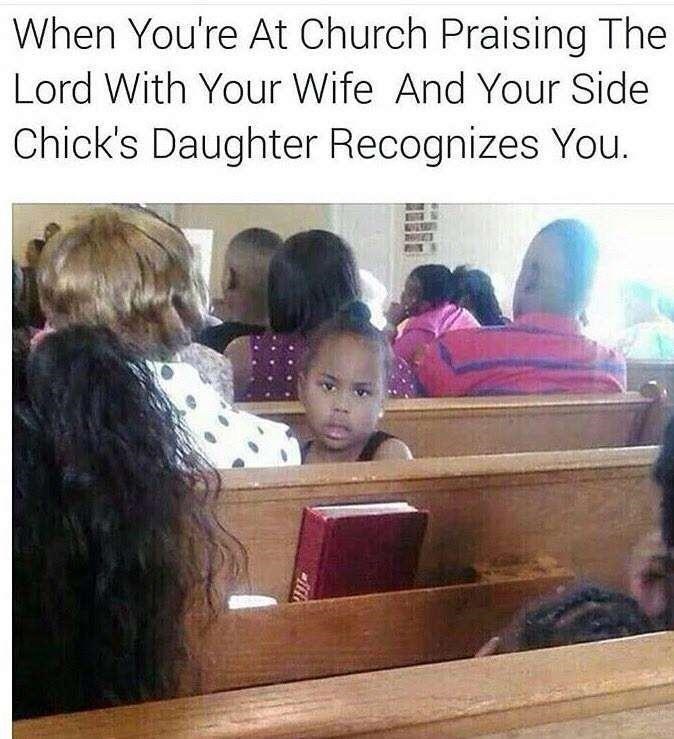 When You're At Church Praising The
Lord With Your Wife And Your Side
Chick's Daughter Recognizes You.